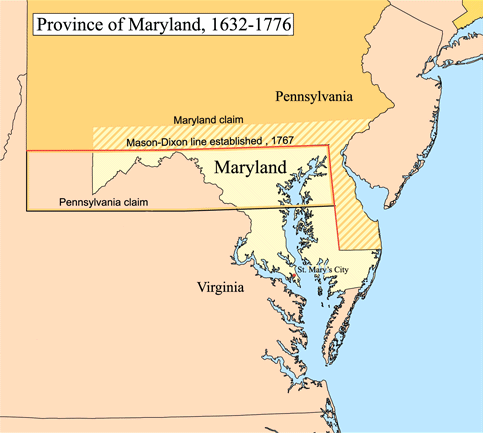 Province of Maryland, 1632-1776
Pennsylvania
Maryland claim
Mason-Dixon line established , 1767
Maryland
Pennsylvania claim
St. Mary's City
Virginia